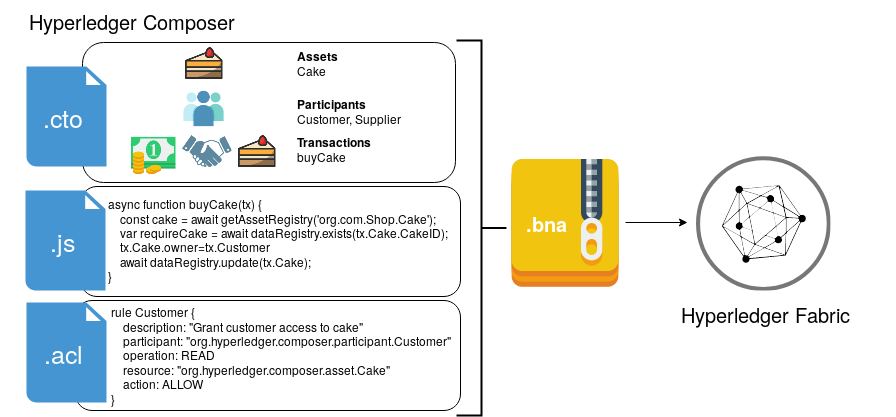 Hyperledger Composer
.cto
Assets
Cake
Participants
Customer, Supplier
1
Transactions
buyCake
.js
async function buyCake(tx) {
const cake = await getAssetRegistry('org.com.Shop.Cake');
var requireCake = await dataRegistry.exists(tx.Cake.CakeID);
tx.Cake.owner=tx.Customer
await dataRegistry.update(tx.Cake);
}
.acl
rule Customer {
description: "Grant customer access to cake"
participant: "org.hyperledger.composer.participant.Customer"
operation: READ
resource: "org.hyperledger.composer.asset.Cake"
action: ALLOW
}
.bna
Hyperledger Fabric